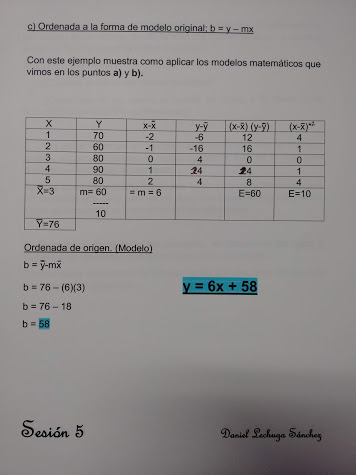 c) Ordenada a la forma de modelo original: b = y – mx
Con este ejemplo muestra como aplicar los modelos matemáticos que
vimos en los puntos a) y b).
X Y x-x̄ y-ȳ (x-x̄) (y-ȳ) (x-x̄)^2
1 70 -2 -6 12 4
2 60 -1 -16 16 1
3 80 0 4 0 0
4 90 1 14 14 1
5 80 2 4 8 4
X̅=3 m= 60 = m = 6 E=60 E=10
-----
10
Y̅=76
Ordenada de origen. (Modelo)
b = ȳ-mx̄
b = 76 – (6)(3)
y = 6x + 58
b = 76 – 18
b = 58
Sesión 5
Daniel Lechuga Sánchez